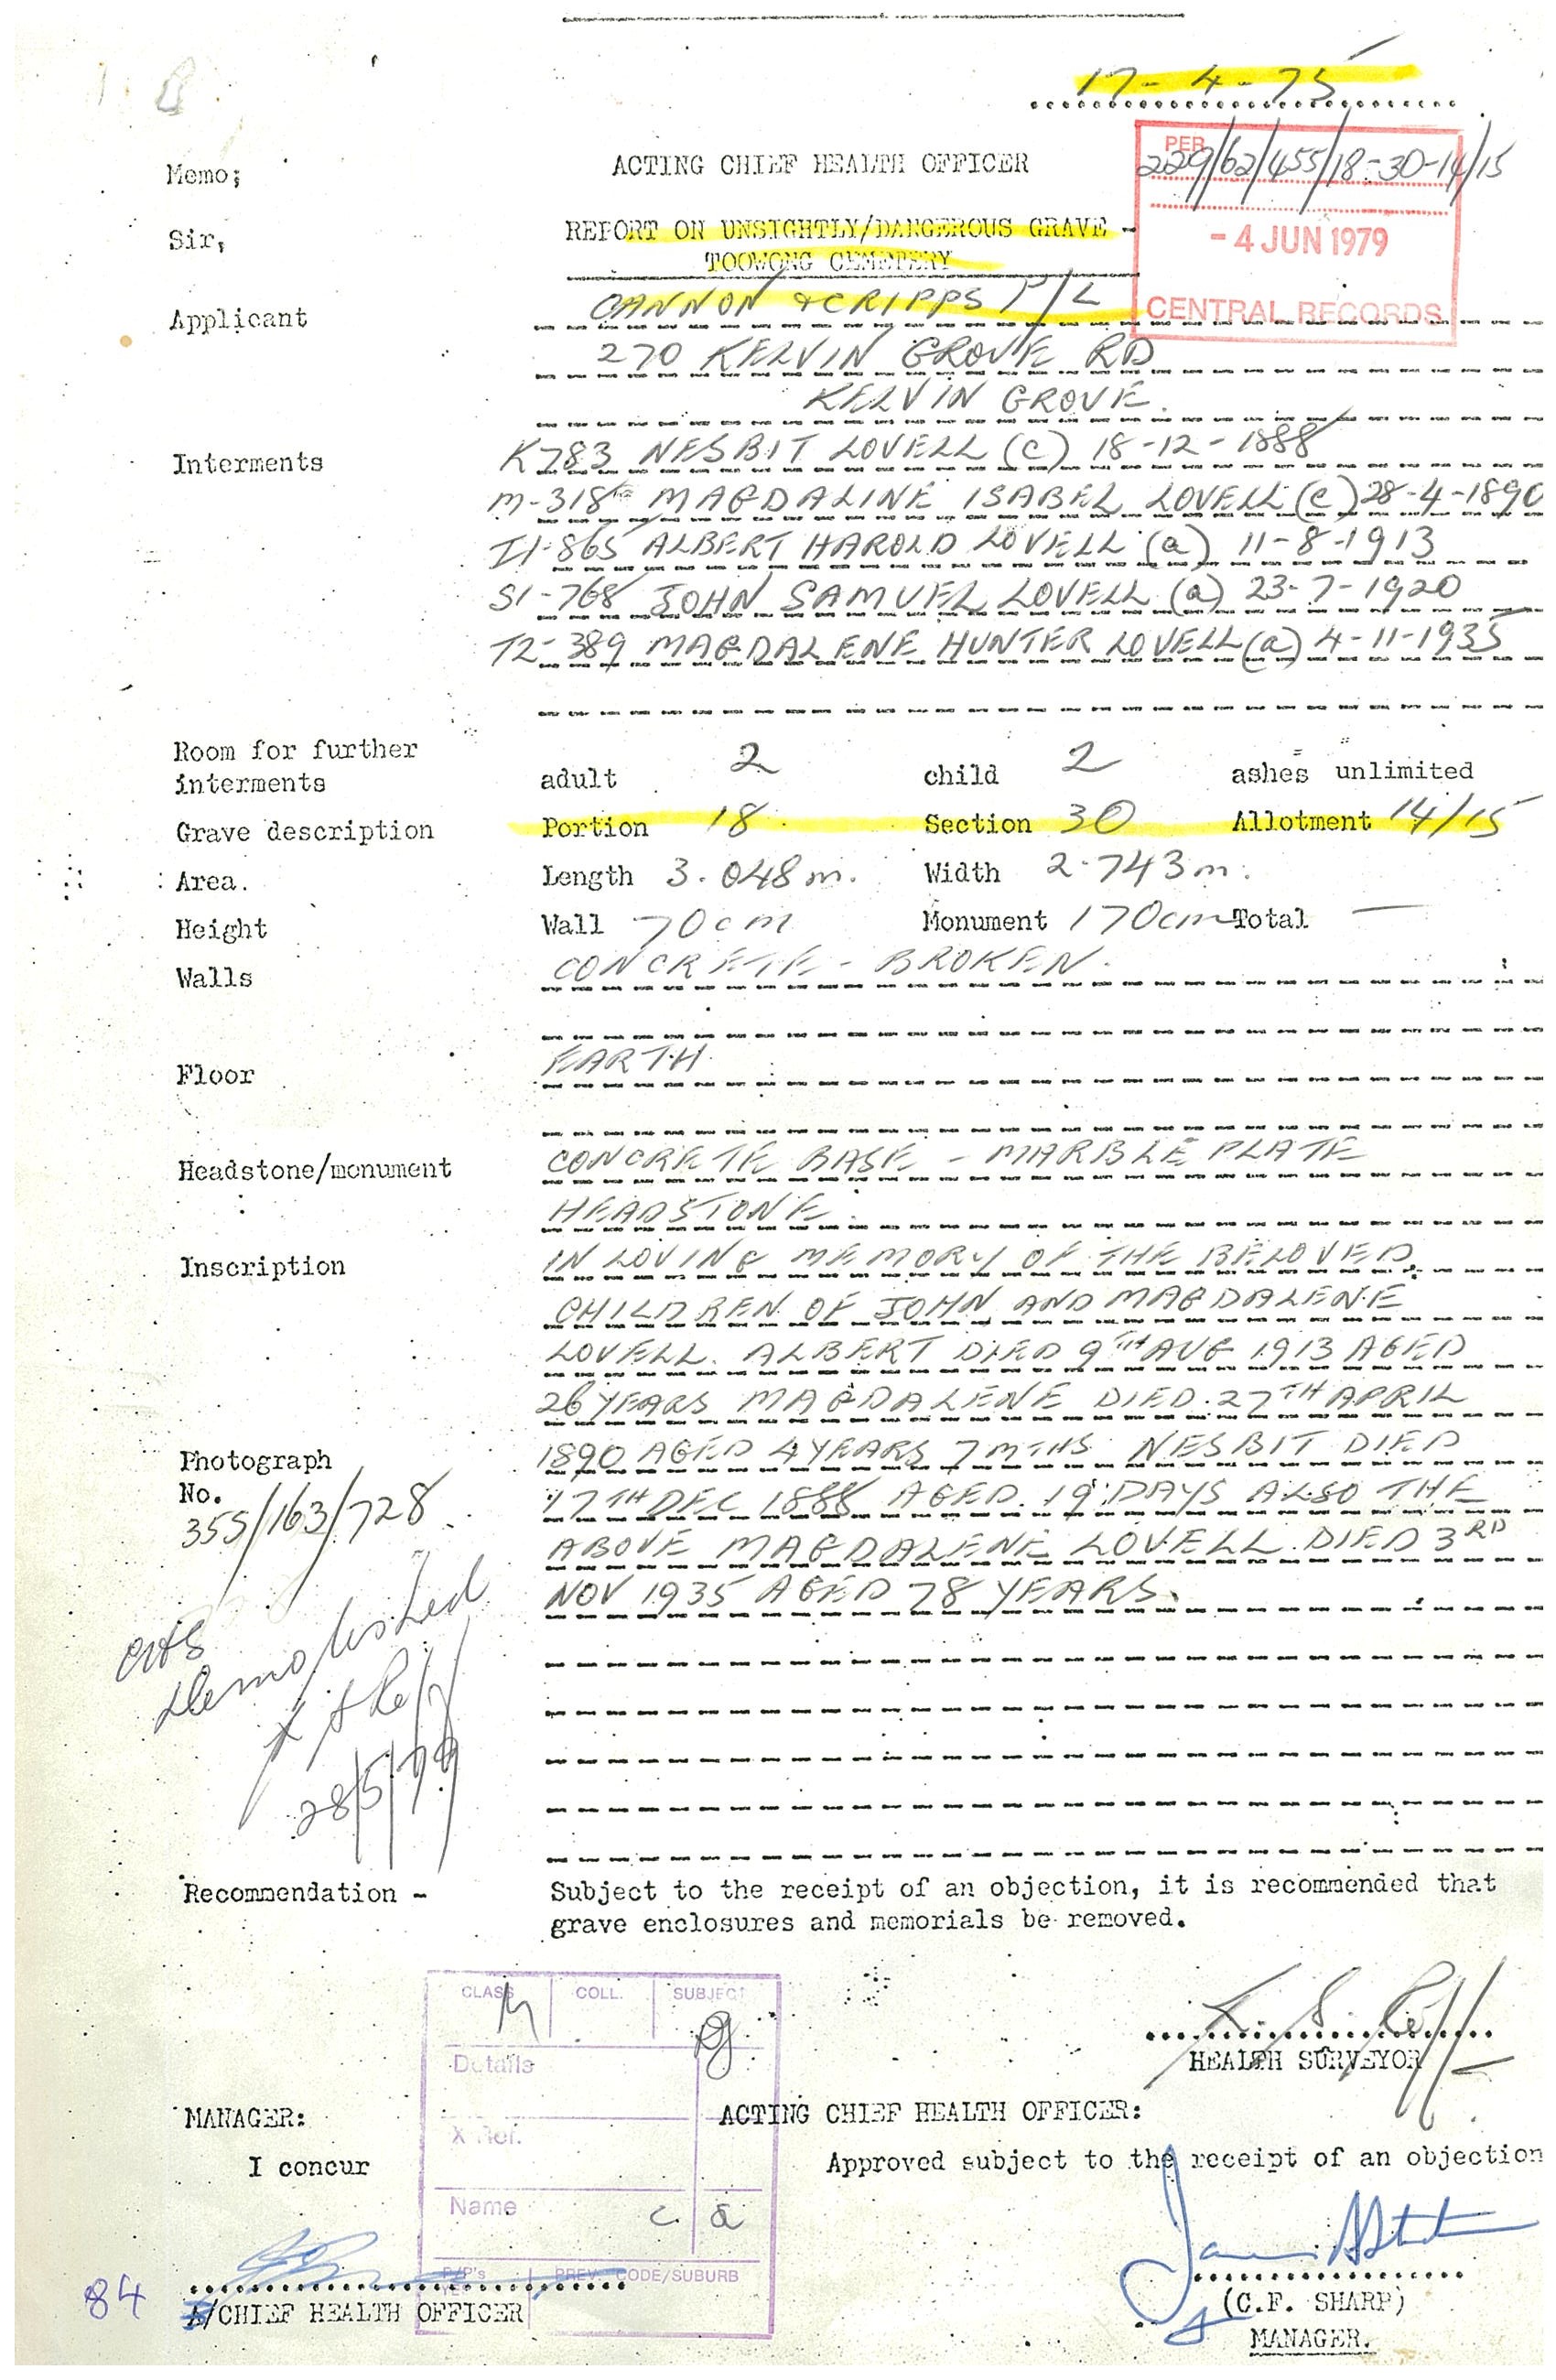 17-4-75
PER
229/62/455/18-30-14/15
- 4 JUN 1979
CENTRAL RECORDS
Memo; ACTING CHIEF HEALTH OFFICER
Sir, REPORT ON UNSIGHTLY/DANGEROUS GRAVE -
TOOWONG CEMETERY
Applicant CANNON & CRIPPS P/L
270 KELVIN GROVE RD
KELVIN GROVE.
Interments K783 NESBIT LOVELL (c) 18-12-1888
M-318 MAGDALINE ISABEL LOVELL (c) 28-4-1890
I1-865 ALBERT HAROLD LOVELL (a) 11-8-1913
S1-768 JOHN SAMUEL LOVELL (a) 23-7-1920
T2-389 MAGDALENE HUNTER LOVELL (a) 4-11-1935
Room for further
interments adult 2 child 2 ashes unlimited
Grave description Portion 18 Section 30 Allotment 14/15
Area. Length 3.048m. Width 2.743m.
Height Wall 70cm Monument 170cm Total —
Walls CONCRETE - BROKEN.
Floor EARTH.
Headstone/monument CONCRETE BASE - MARBLE PLATE
HEADSTONE.
Inscription IN LOVING MEMORY OF THE BELOVED
CHILDREN OF JOHN AND MAGDALENE
LOVELL. ALBERT DIED 9TH AUG 1913 AGED
26 YEARS MAGDALENE DIED 27TH APRIL
Photograph 1890 AGED 4 YEARS 7 MTHS NESBIT DIED
No. 17TH DEC 1888 AGED 19 DAYS ALSO THE
355/163/728
ABOVE MAGDALENE LOVELL DIED 3RD
NOV 1935 AGED 78 YEARS.
Demolished
28/5/79
Recommendation - Subject to the receipt of an objection, it is recommended that
grave enclosures and memorials be removed.
CLASS COLL. SUBJECT
Details
X Ref.
Name c a
P/P's PREV. CODE/SUBURB
HEALTH SURVEYOR
MANAGER: ACTING CHIEF HEALTH OFFICER:
I concur Approved subject to the receipt of an objection
84
A/CHIEF HEALTH OFFICER
(C.F. SHARP)
MANAGER.